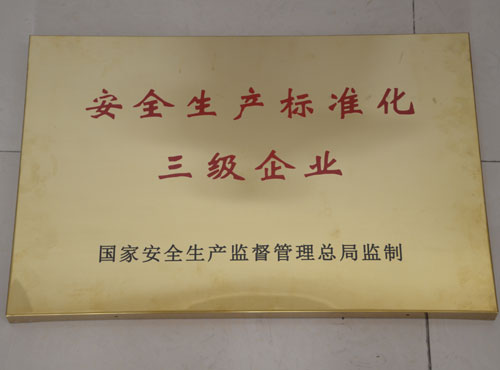 安全生产标准化
三级企业
国家安全生产监督管理总局监制